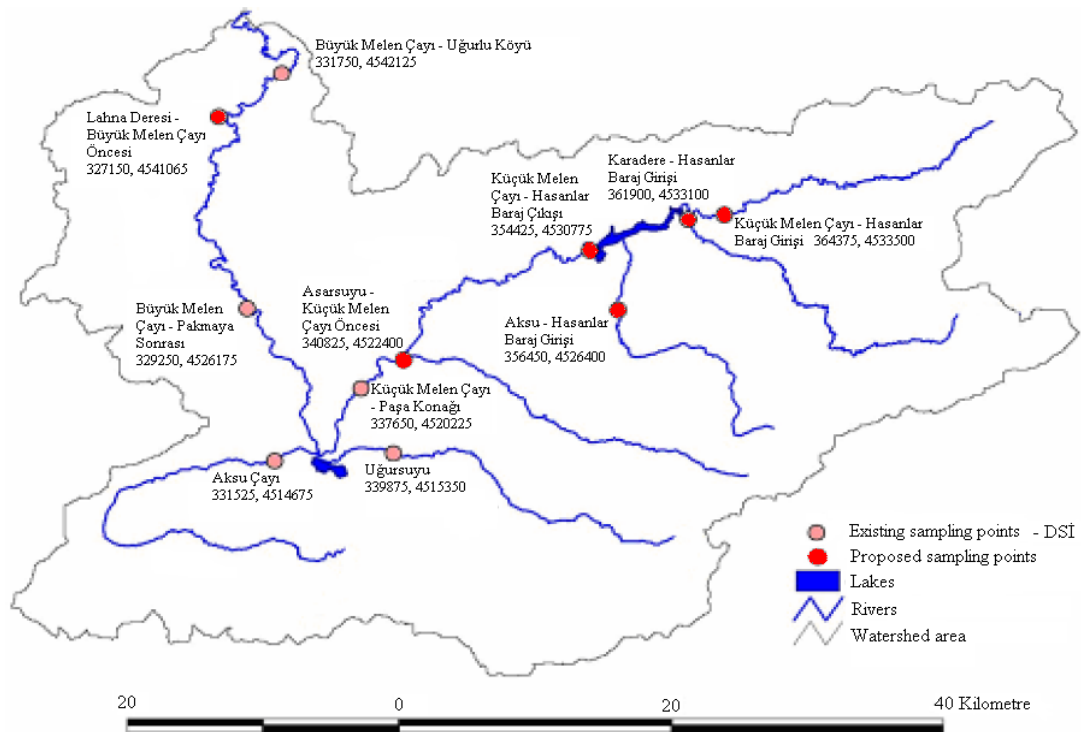 Büyük Melen Çayı - Uğurlu Köyü
331750, 4542125
Lahna Deresi -
Büyük Melen Çayı
Öncesi
327150, 4541065
Karadere - Hasanlar
Baraj Girişi
361900, 4533100
Küçük Melen
Çayı - Hasanlar
Baraj Çıkışı
354425, 4530775
Küçük Melen Çayı - Hasanlar
Baraj Girişi 364375, 4533500
Büyük Melen
Çayı - Pakmaya
Sonrası
329250, 4526175
Asarsuyu -
Küçük Melen
Çayı Öncesi
340825, 4522400
Aksu - Hasanlar
Baraj Girişi
356450, 4526400
Küçük Melen Çayı
- Paşa Konağı
337650, 4520225
Aksu Çayı
331525, 4514675
Uğursuyu
339875, 4515350
Existing sampling points - DSİ
Proposed sampling points
Lakes
Rivers
Watershed area
20 0 20 40 Kilometre